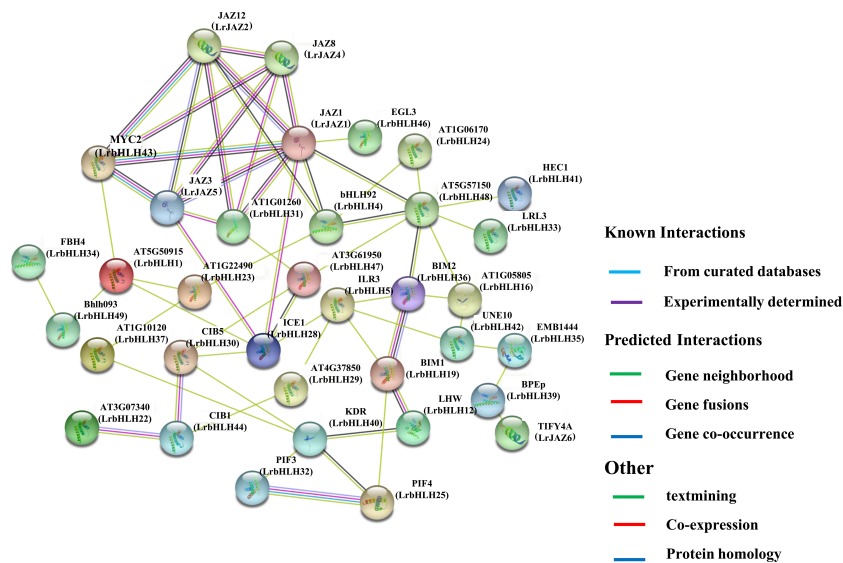 JAZ12
(LrJAZ2)
JAZ8
(LrJAZ4)
JAZ1
(LrJAZ1)
EGL3
(LrbHLH46)
AT1G06170
(LrbHLH24)
MYC2
(LrbHLH43)
JAZ3
(LrJAZ5)
AT1G01260
(LrbHLH31)
bHLH92
(LrbHLH4)
AT5G57150
(LrbHLH48)
HEC1
(LrbHLH41)
LRL3
(LrbHLH33)
FBH4
(LrbHLH34)
AT5G50915
(LrbHLH1)
AT1G22490
(LrbHLH23)
AT3G61950
(LrbHLH47)
BIM2
(LrbHLH36)
AT1G05805
(LrbHLH16)
Bhlh093
(LrbHLH49)
ILR3
(LrbHLH5)
UNE10
(LrbHLH42)
EMB1444
(LrbHLH35)
AT1G10120
(LrbHLH37)
CIB5
(LrbHLH30)
ICE1
(LrbHLH28)
AT4G37850
(LrbHLH29)
BIM1
(LrbHLH19)
BPEp
(LrbHLH39)
AT3G07340
(LrbHLH22)
CIB1
(LrbHLH44)
KDR
(LrbHLH40)
LHW
(LrbHLH12)
TIFY4A
(LrJAZ6)
PIF3
(LrbHLH32)
PIF4
(LrbHLH25)
Known Interactions
From curated databases
Experimentally determined
Predicted Interactions
Gene neighborhood
Gene fusions
Gene co-occurrence
Other
textmining
Co-expression
Protein homology